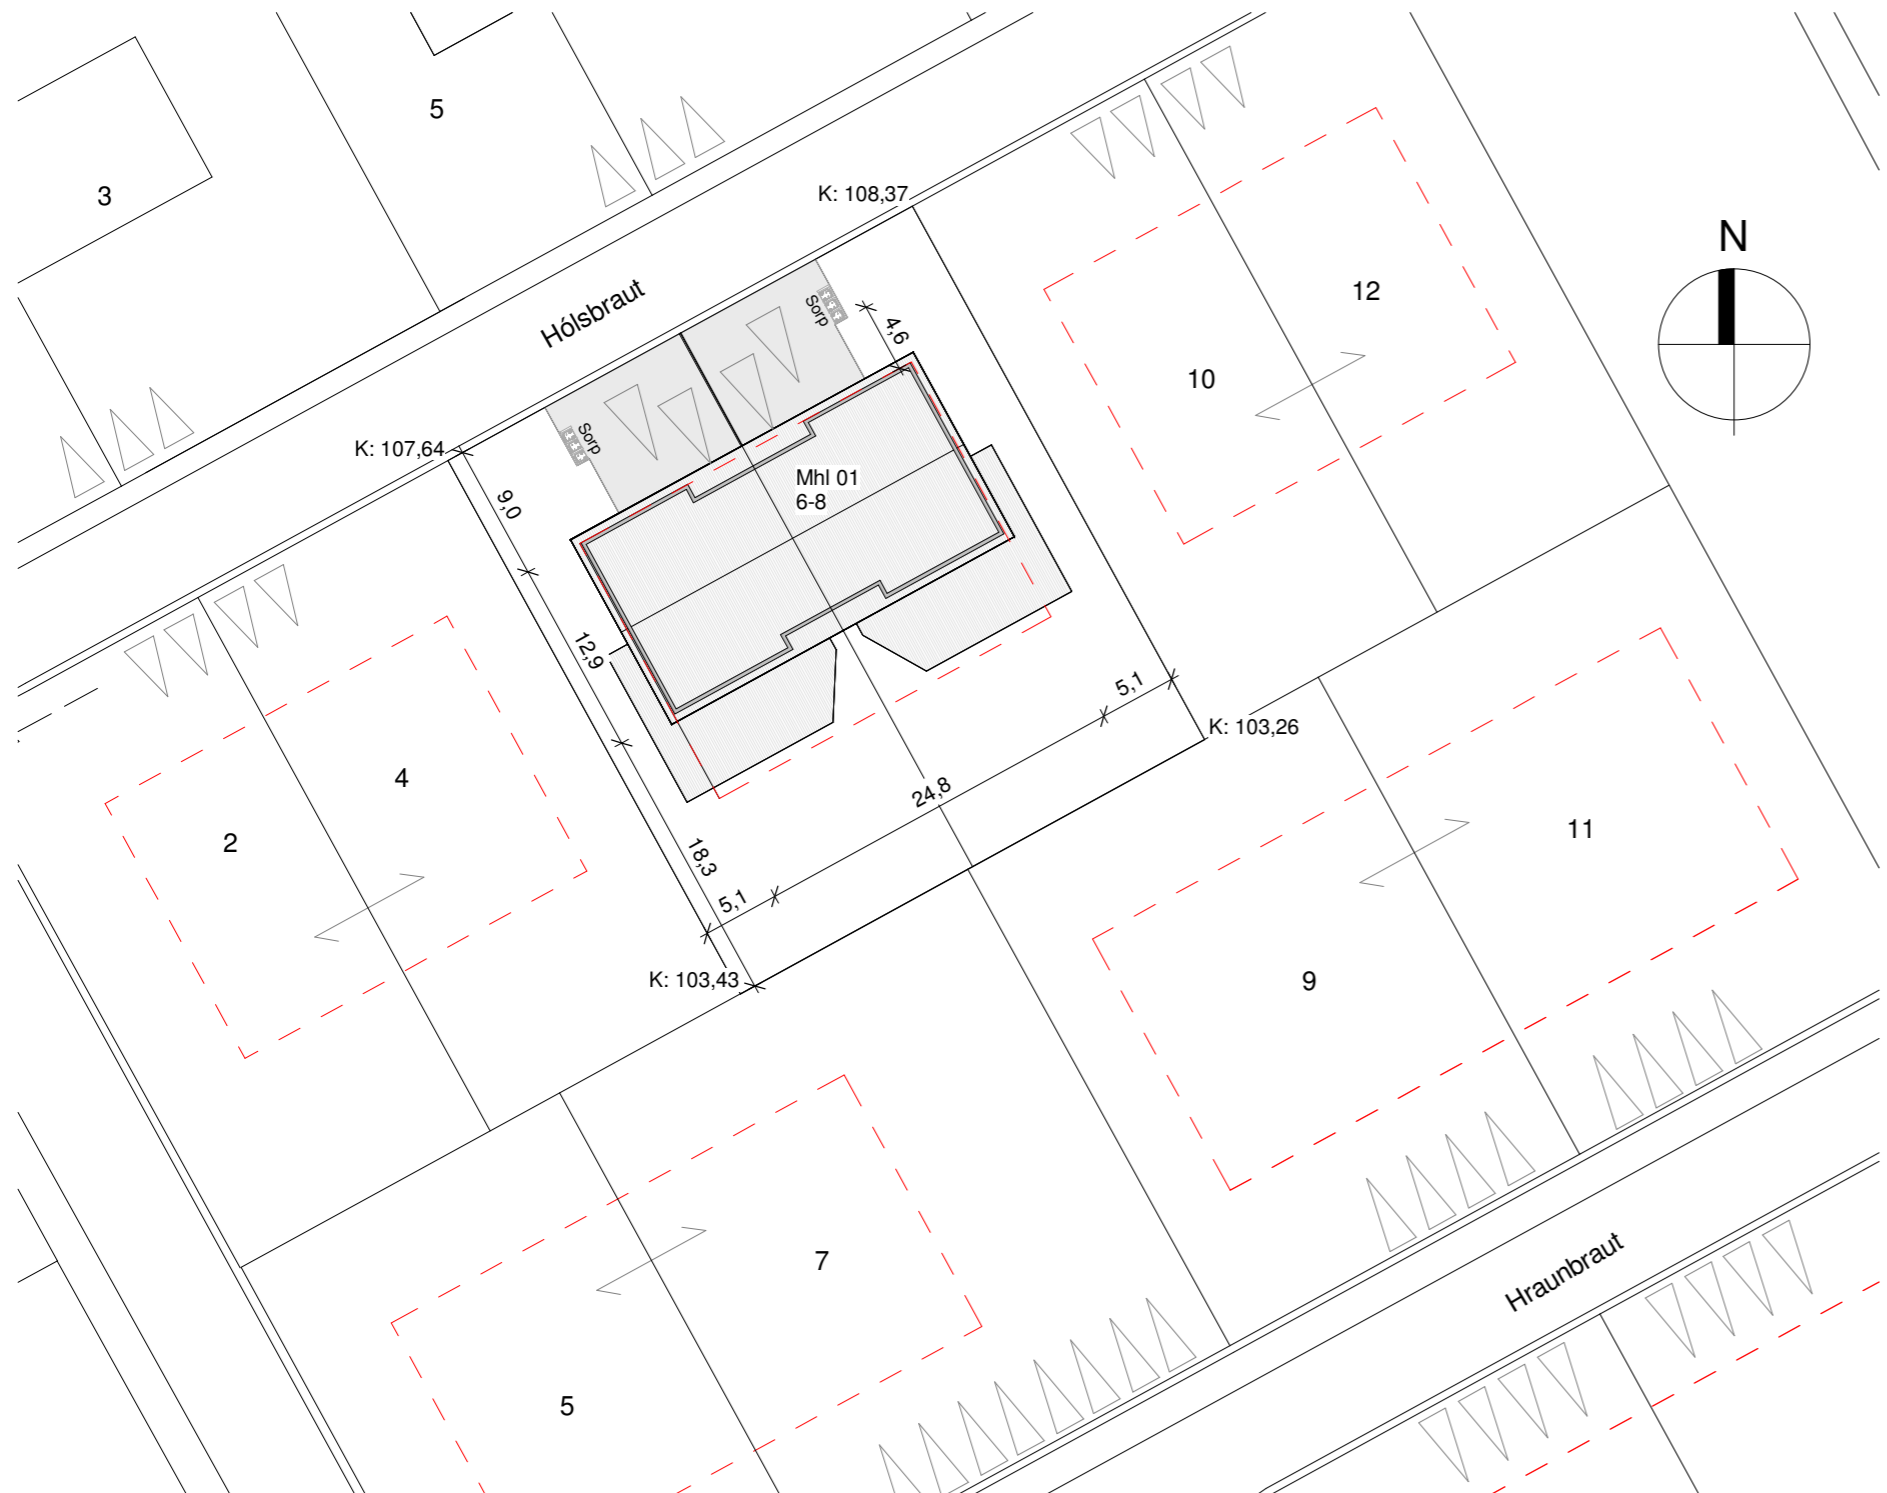 5
3
K: 108,37
N
12
Hólsbraut
Sorp
4,6
10
Sorp
K: 107,64
Mhl 01
6-8
9,0
12,9
5,1
K: 103,26
4
24,8
2
11
18,3
5,1
K: 103,43
9
7
Hraunbraut
5